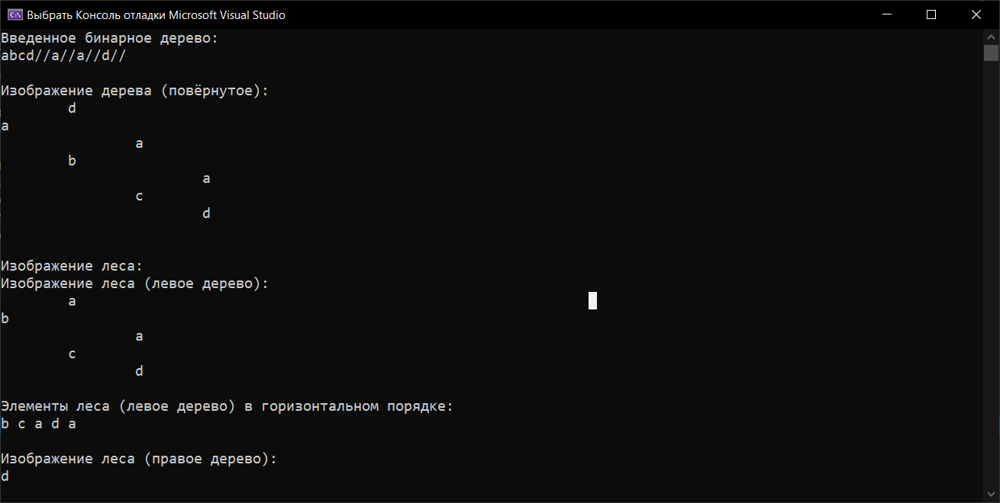 Выбрать Консоль отладки Microsoft Visual Studio
Введенное бинарное дерево:
abcd//a//a//d//
Изображение дерева (повёрнутое):
d
a
a
b
a
c
d
Изображение леса:
Изображение леса (левое дерево):
a
b
a
c
d
Элементы леса (левое дерево) в горизонтальном порядке:
b c a d a
Изображение леса (правое дерево):
d